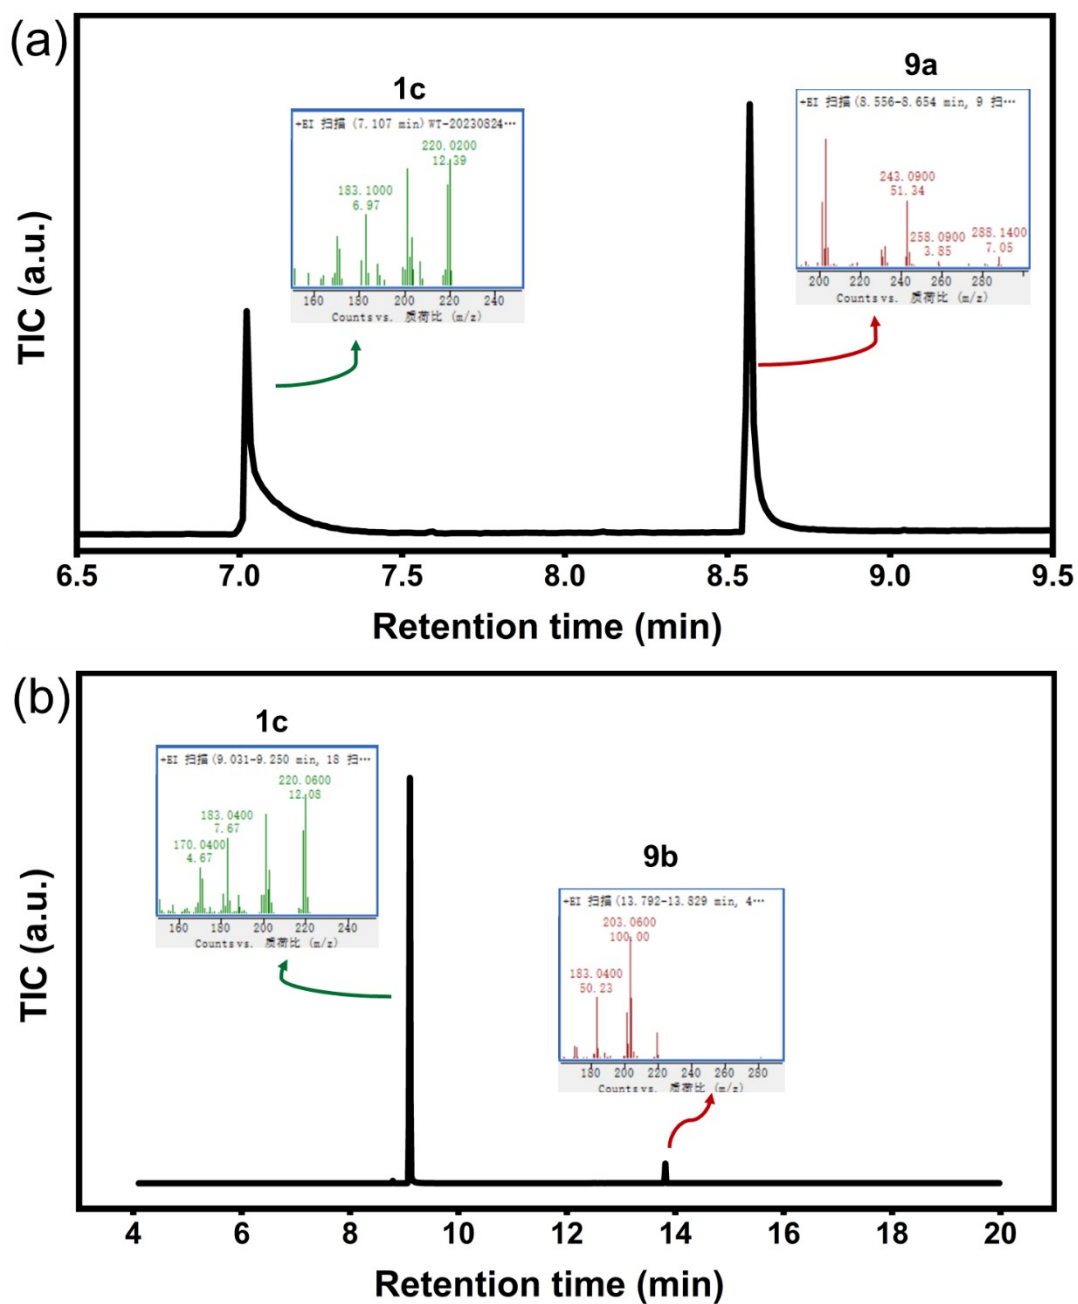 (a)
1c
+EI 扫描 (7.107 min) WT-20230824···
220.0200
12.39
183.1000
6.97
160 180 200 220 240
Counts vs. 质荷比 (m/z)
9a
+EI 扫描 (8.556-8.654 min, 9 扫···
243.0900
51.34
258.0900
3.85
288.1400
7.05
200 220 240 260 280
Counts vs. 质荷比 (m/z)
TIC (a.u.)
6.5 7.0 7.5 8.0 8.5 9.0 9.5
Retention time (min)
(b)
1c
+EI 扫描 (9.031-9.250 min, 18 扫···
220.0600
12.08
183.0400
7.67
170.0400
4.67
160 180 200 220 240
Counts vs. 质荷比 (m/z)
9b
+EI 扫描 (13.792-13.829 min, 4···
203.0600
100.00
183.0400
50.23
180 200 220 240 260 280
Counts vs. 质荷比 (m/z)
TIC (a.u.)
4 6 8 10 12 14 16 18 20
Retention time (min)